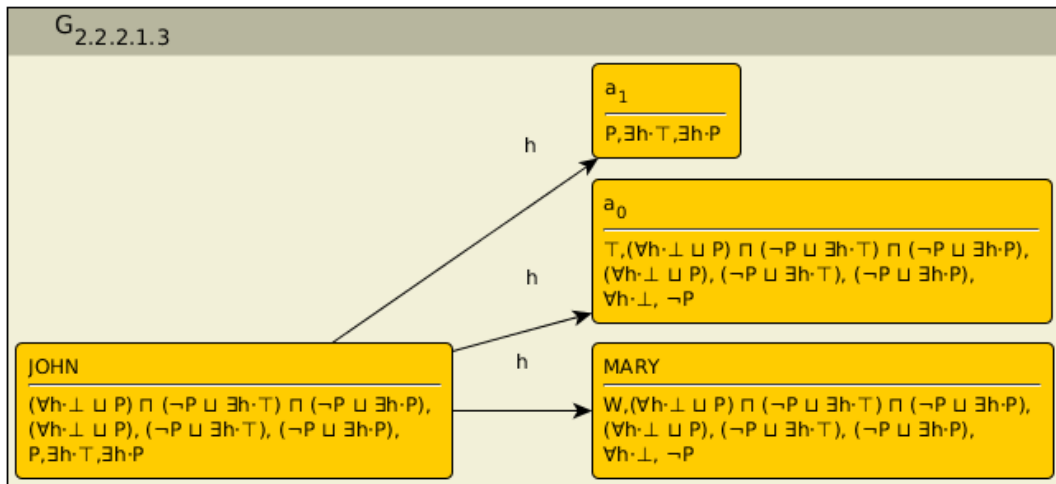 G2.2.2.1.3
a1
P,∃h·⊤,∃h·P
h
a0
⊤,(∀h·⊥ ⊔ P) ⊓ (¬P ⊔ ∃h·⊤) ⊓ (¬P ⊔ ∃h·P),
(∀h·⊥ ⊔ P), (¬P ⊔ ∃h·⊤), (¬P ⊔ ∃h·P),
∀h·⊥, ¬P
h
h
JOHN
(∀h·⊥ ⊔ P) ⊓ (¬P ⊔ ∃h·⊤) ⊓ (¬P ⊔ ∃h·P),
(∀h·⊥ ⊔ P), (¬P ⊔ ∃h·⊤), (¬P ⊔ ∃h·P),
P,∃h·⊤,∃h·P
MARY
W,(∀h·⊥ ⊔ P) ⊓ (¬P ⊔ ∃h·⊤) ⊓ (¬P ⊔ ∃h·P),
(∀h·⊥ ⊔ P), (¬P ⊔ ∃h·⊤), (¬P ⊔ ∃h·P),
∀h·⊥, ¬P